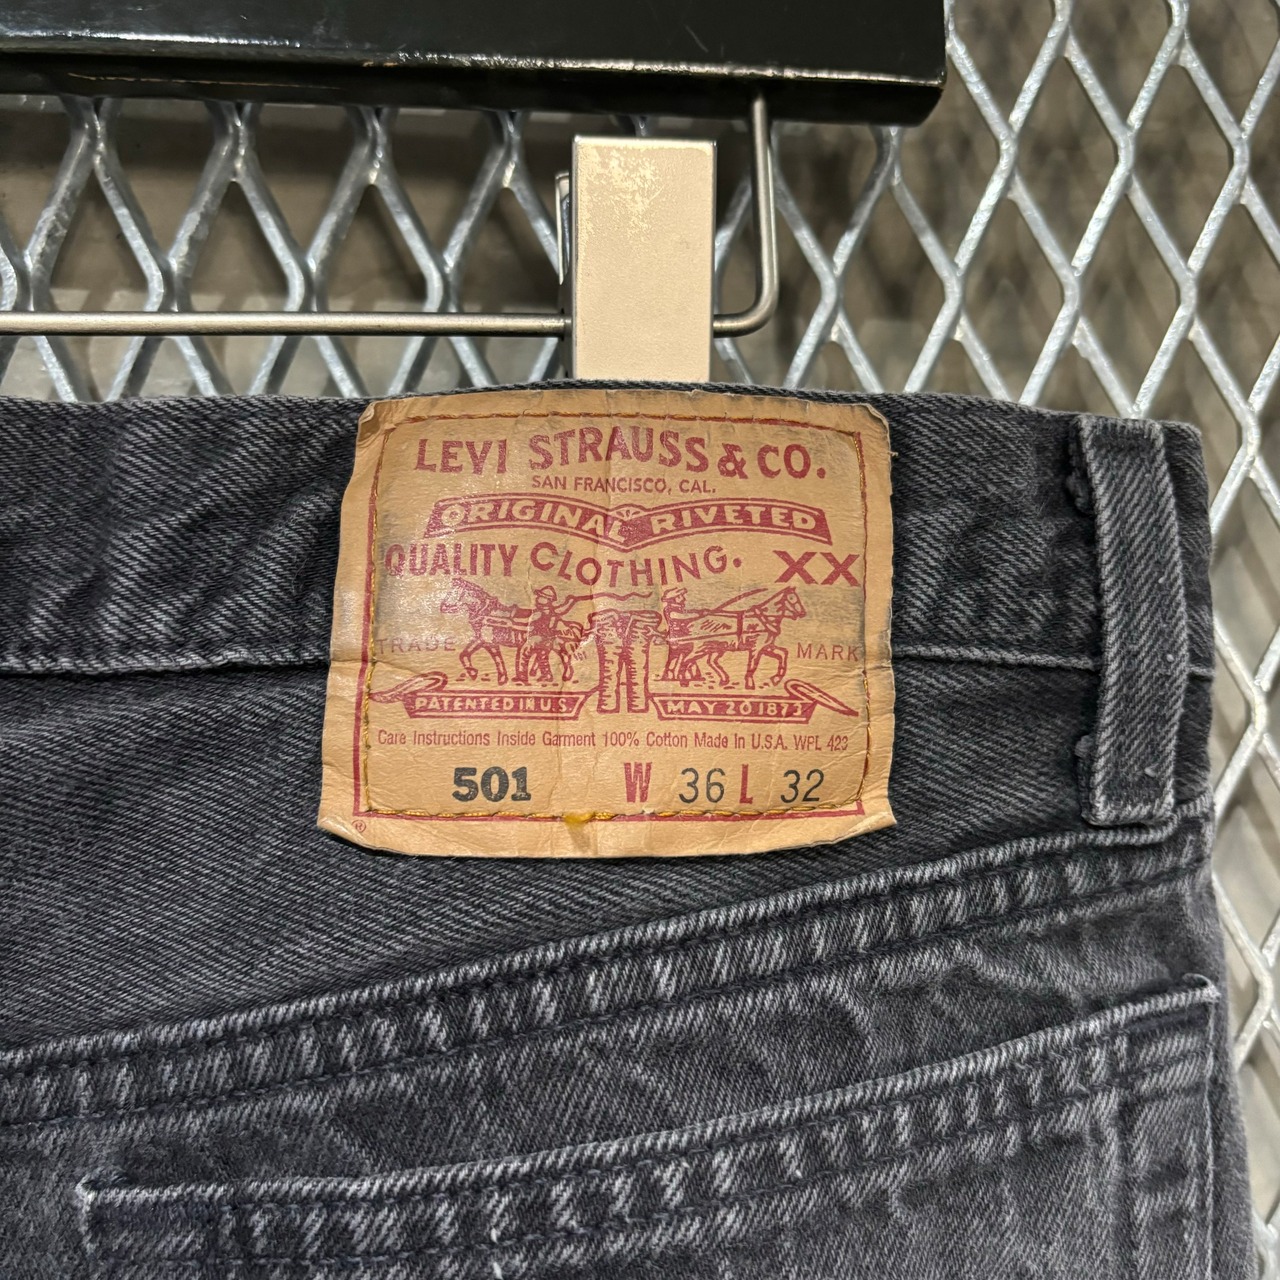 LEVI STRAUSS & CO.
SAN FRANCISCO, CAL.
ORIGINAL RIVETED
QUALITY CLOTHING. XX
TRADE MARK
PATENTED IN U.S. MAY 20 1873
Care Instructions Inside Garment 100% Cotton Made In U.S.A. WPL 423
501 W 36 L 32
®